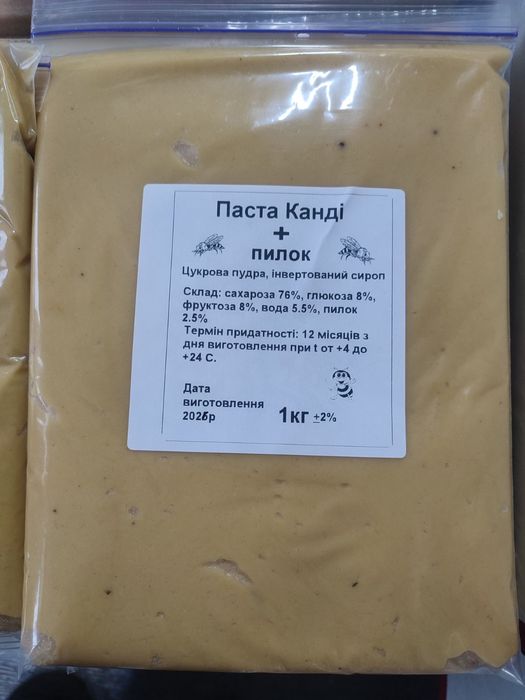 Паста Канді
+
пилок
Цукрова пудра, інвертований сироп
Склад: сахароза 76%, глюкоза 8%,
фруктоза 8%, вода 5.5%, пилок
2.5%
Термін придатності: 12 місяців з
дня виготовлення при t от +4 до
+24 С.
Дата
виготовлення
1кг ±2%